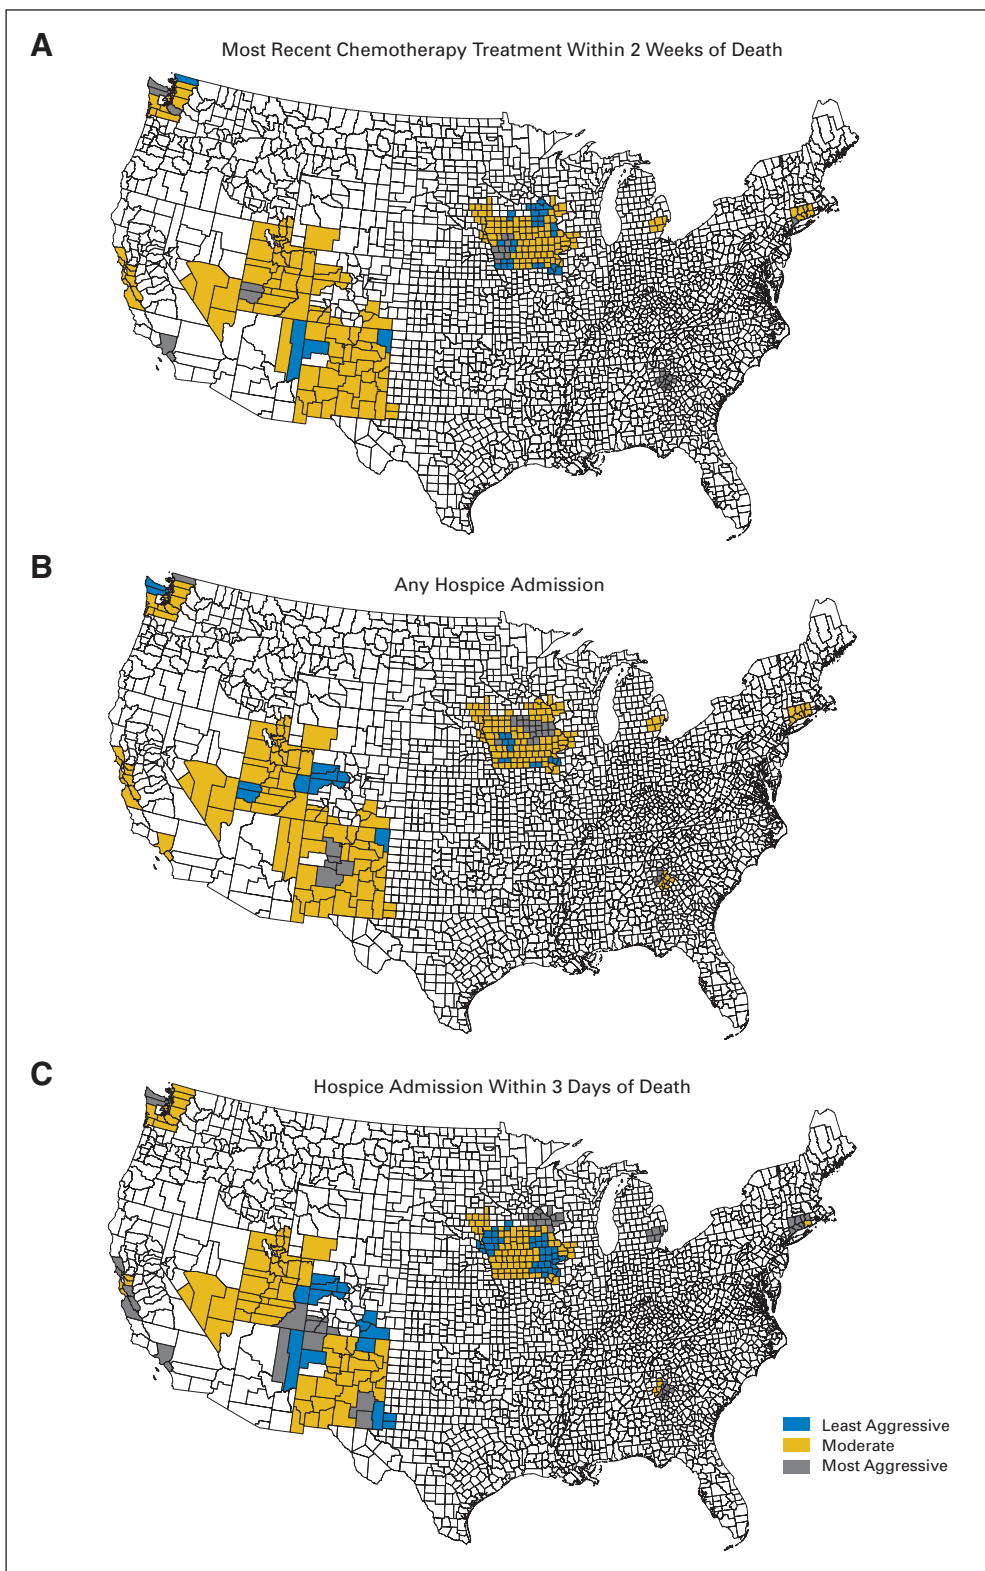 A
Most Recent Chemotherapy Treatment Within 2 Weeks of Death
B
Any Hospice Admission
C
Hospice Admission Within 3 Days of Death
Least Aggressive
Moderate
Most Aggressive